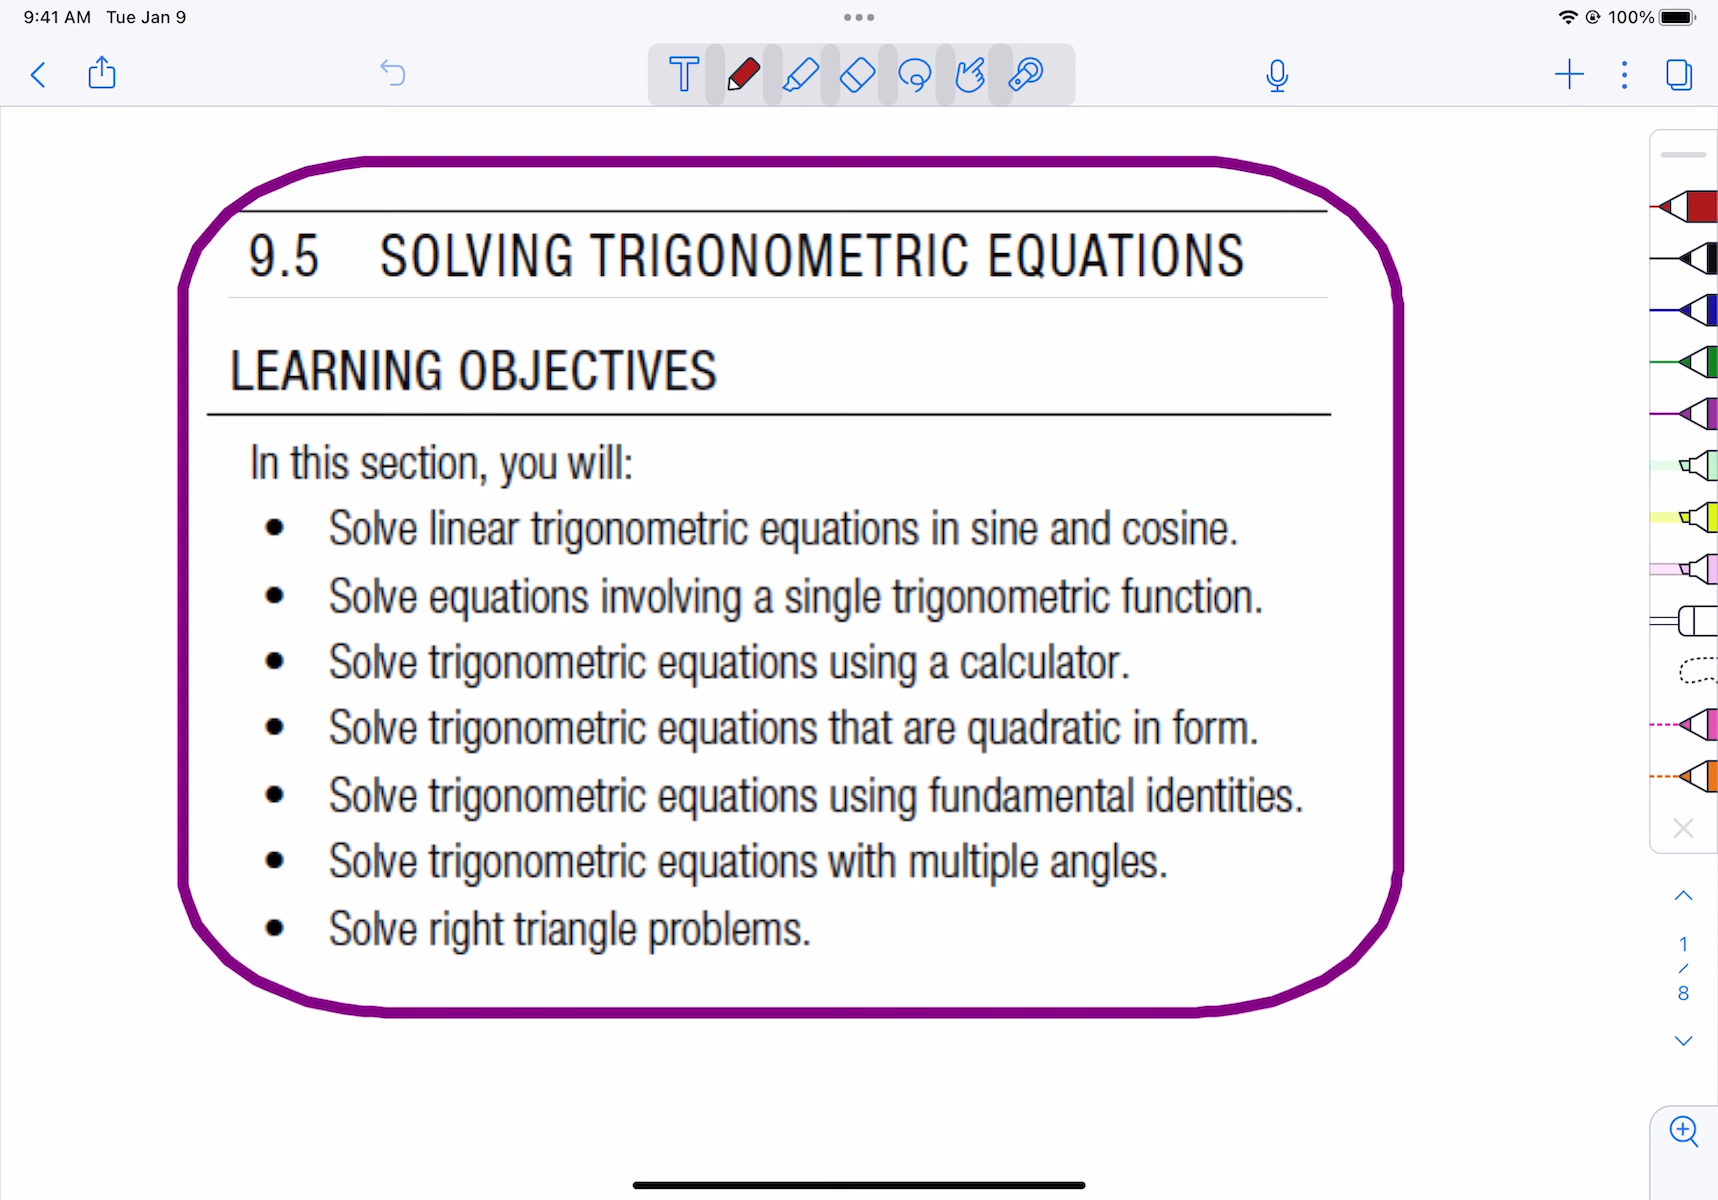 9:41 AM Tue Jan 9
100%
9.5 SOLVING TRIGONOMETRIC EQUATIONS
LEARNING OBJECTIVES
In this section, you will:
• Solve linear trigonometric equations in sine and cosine.
• Solve equations involving a single trigonometric function.
• Solve trigonometric equations using a calculator.
• Solve trigonometric equations that are quadratic in form.
• Solve trigonometric equations using fundamental identities.
• Solve trigonometric equations with multiple angles.
• Solve right triangle problems.
1
/
8